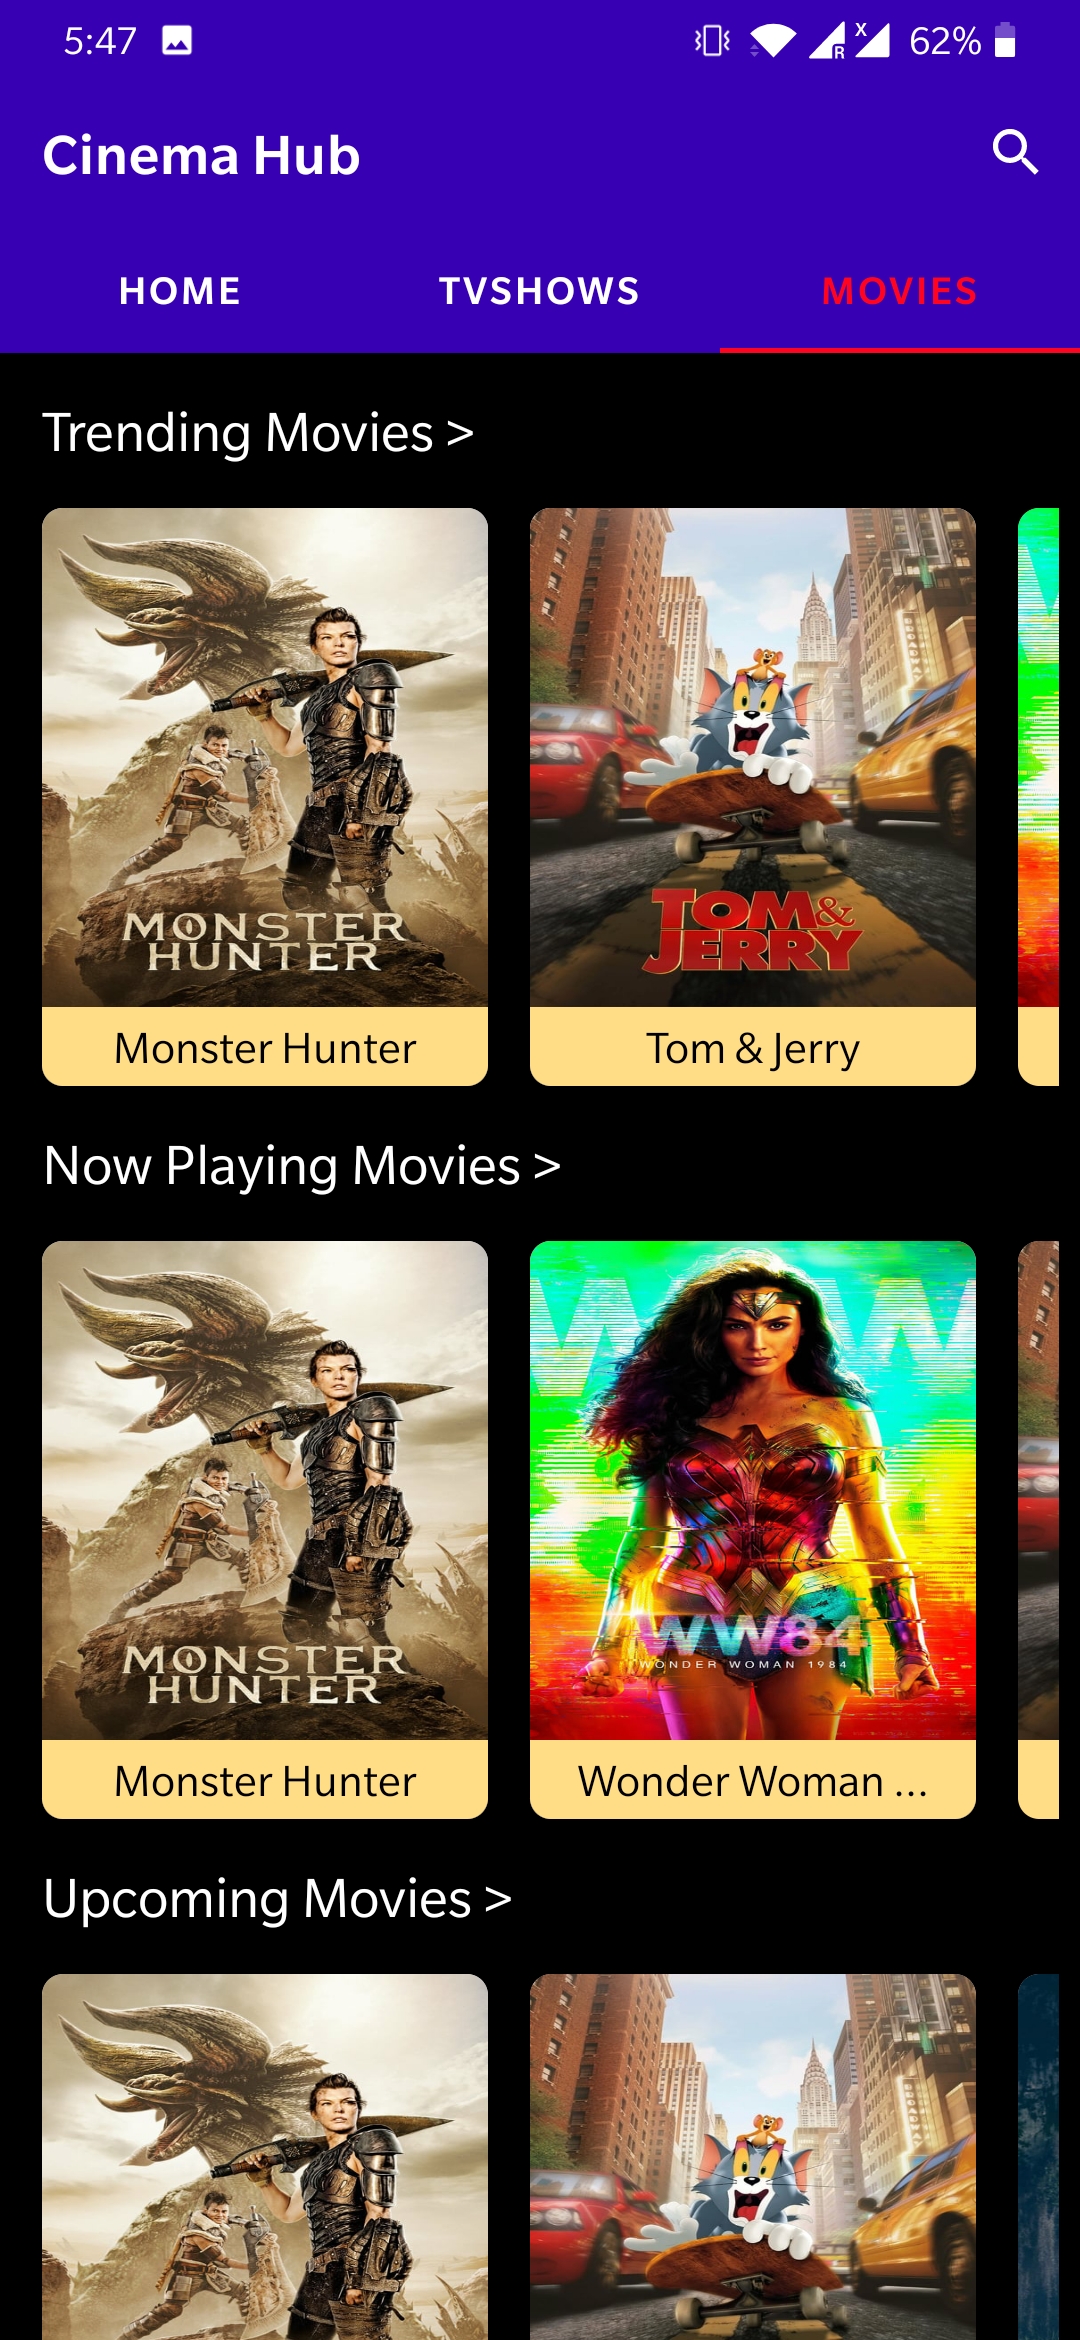 5:47
R
X
62%
Cinema Hub
HOME
TVSHOWS
MOVIES
Trending Movies >
MONSTER
HUNTER
TOM &
JERRY
Monster Hunter
Tom & Jerry
Now Playing Movies >
WW
MONSTER
HUNTER
WW84
WONDER WOMAN 1984
Monster Hunter
Wonder Woman ...
Upcoming Movies >